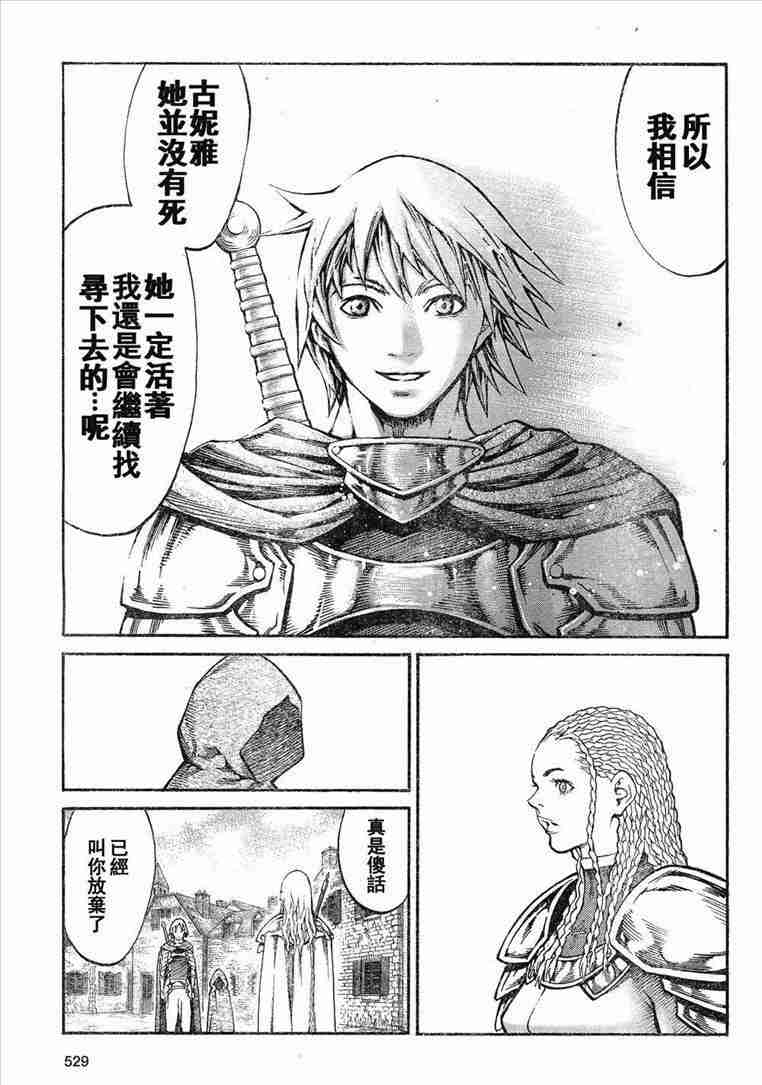 所以
我相信
古妮雅
她並沒有死
她一定活著
我還是會繼續找
尋下去的…呢
真是傻話
已經
叫你放棄了
529